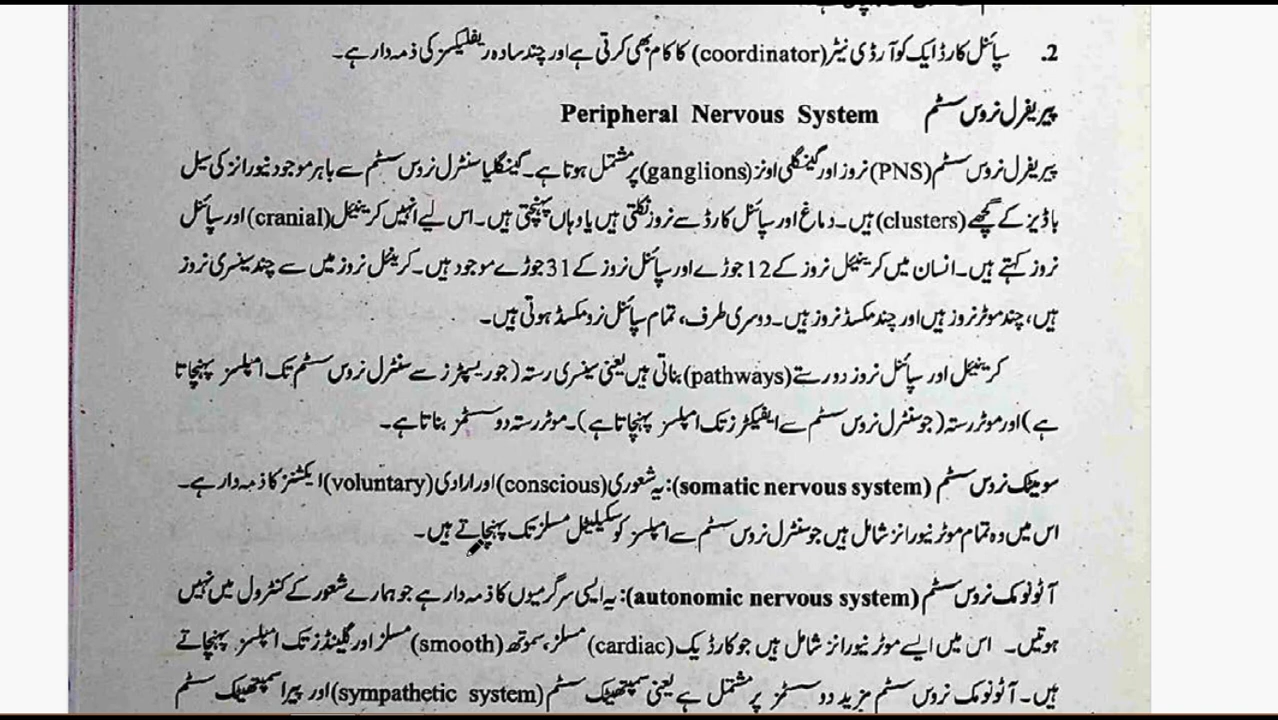 2. سپائنل کارڈ ایک کوآرڈی نیٹر (coordinator) کا کام بھی کرتی ہے اور چند سادہ ریفلیکسز کی ذمہ دار ہے۔
پیریفرل نروس سسٹم Peripheral Nervous System
پیریفرل نروس سسٹم (PNS) نروز اور گینگلی اونز (ganglions) پر مشتمل ہوتا ہے۔ گینگلیا سنٹرل نروس سسٹم سے باہر موجود نیورانز کی سیل
باڈیز کے گچھے (clusters) ہیں۔ دماغ اور سپائنل کارڈ سے نروز نکلتی ہیں یا وہاں پہنچتی ہیں۔ اس لیے انہیں کرینیئل (cranial) اور سپائنل
نروز کہتے ہیں۔ انسان میں کرینیئل نروز کے 12 جوڑے اور سپائنل نروز کے 31 جوڑے موجود ہیں۔ کرینئل نروز میں سے چند سینسری نروز
ہیں، چند موٹر نروز ہیں اور چند مکسڈ نروز ہیں۔ دوسری طرف، تمام سپائنل نرو مکسڈ ہوتی ہیں۔
کرینیئل اور سپائنل نروز دو رستے (pathways) بناتی ہیں یعنی سینسری رستہ (جو ریسپٹرز سے سنٹرل نروس سسٹم تک امپلسز پہنچاتا
ہے) اور موٹر رستہ (جو سنٹرل نروس سسٹم سے ایفیکٹرز تک امپلسز پہنچاتا ہے)۔ موٹر رستہ دو سسٹمز بناتا ہے۔
سومیٹک نروس سسٹم (somatic nervous system): یہ شعوری (conscious) اور ارادی (voluntary) ایکشنز کا ذمہ دار ہے۔
اس میں وہ تمام موٹر نیورانز شامل ہیں جو سنٹرل نروس سسٹم سے امپلسز کو سکیلیٹل مسلز تک پہنچاتے ہیں۔
آٹونومک نروس سسٹم (autonomic nervous system): یہ ایسی سرگرمیوں کا ذمہ دار ہے جو ہمارے شعور کے کنٹرول میں نہیں
ہوتیں۔ اس میں ایسے موٹر نیورانز شامل ہیں جو کارڈیک (cardiac) مسلز، سموتھ (smooth) مسلز اور گلینڈز تک امپلسز پہنچاتے
ہیں۔ آٹونومک نروس سسٹم مزید دو سسٹمز پر مشتمل ہے یعنی سمپتھیٹک سسٹم (sympathetic system) اور پیراسمپتھیٹک سسٹم